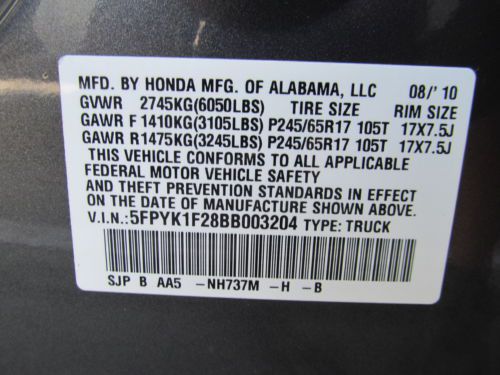 MFD. BY HONDA MFG. OF ALABAMA, LLC 08/' 10
GVWR 2745KG(6050LBS) TIRE SIZE RIM SIZE
GAWR F 1410KG(3105LBS) P245/65R17 105T 17X7.5J
GAWR R1475KG(3245LBS) P245/65R17 105T 17X7.5J
THIS VEHICLE CONFORMS TO ALL APPLICABLE
FEDERAL MOTOR VEHICLE SAFETY
AND THEFT PREVENTION STANDARDS IN EFFECT
ON THE DATE OF MANUFACTURE SHOWN ABOVE.
V.I.N.: 5FPYK1F28BB003204 TYPE: TRUCK
SJP B AA5 -NH737M -H -B